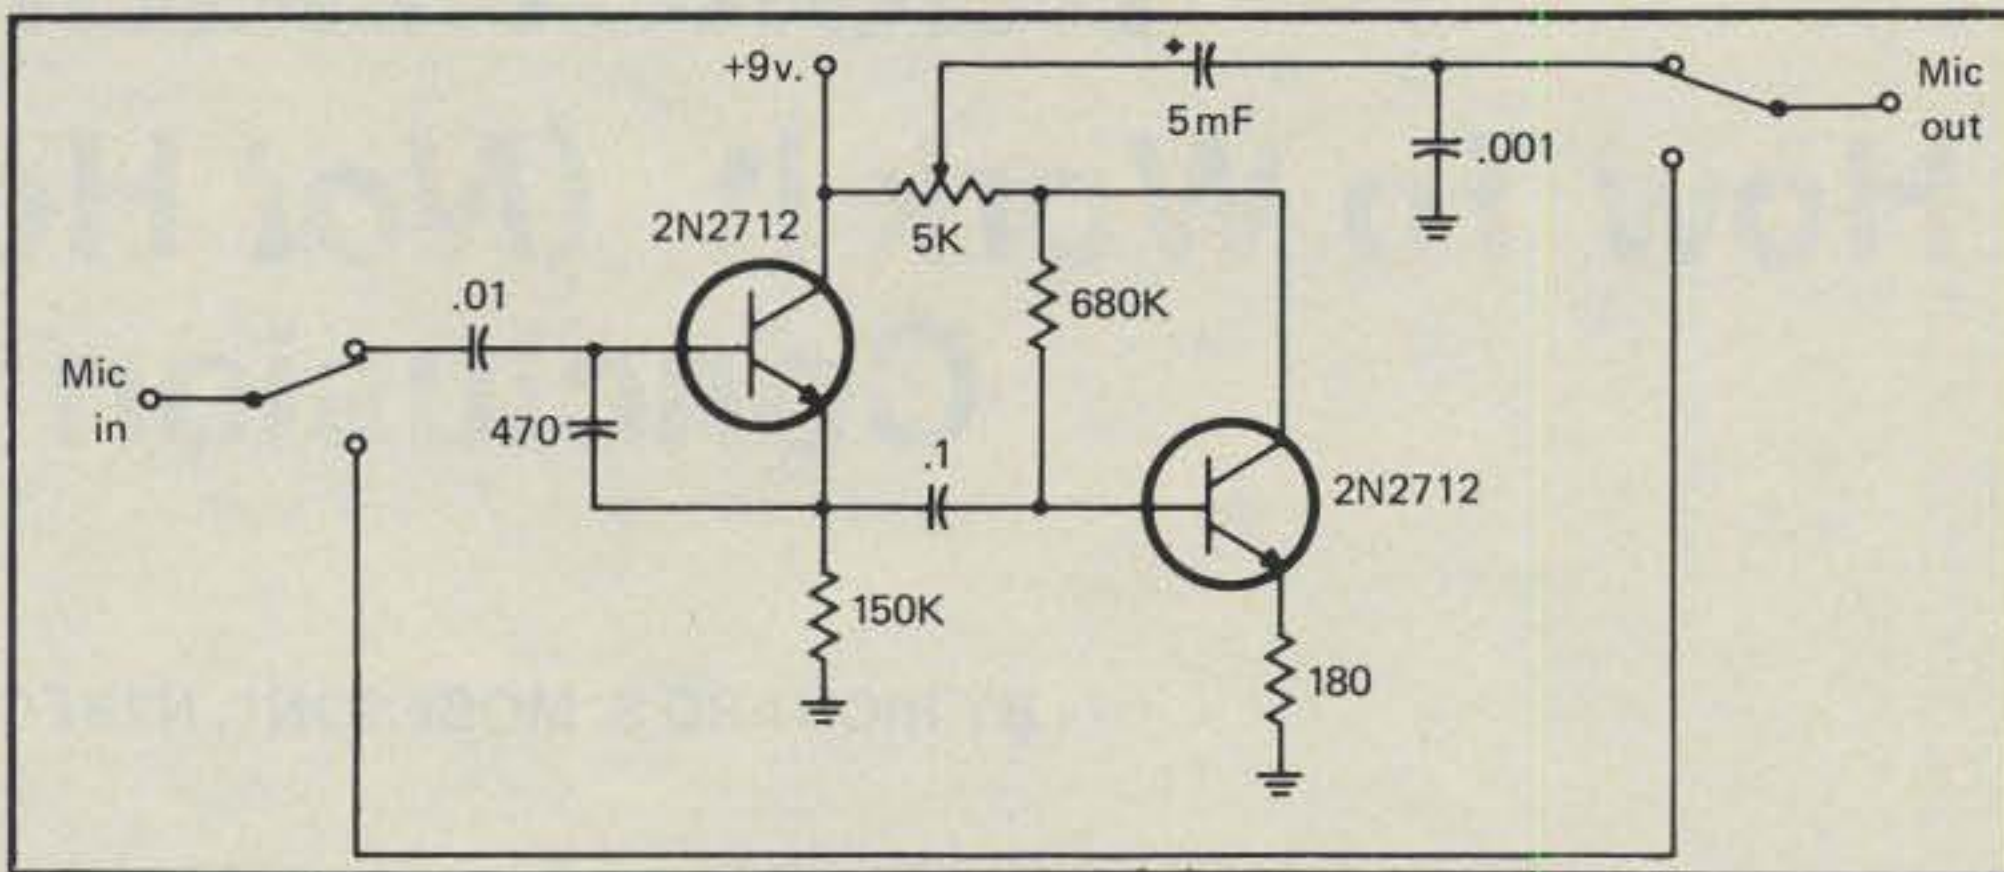 +9v.
5mF
.001
Mic
out
2N2712
5K
680K
.01
Mic
in
470
.1
2N2712
150K
180